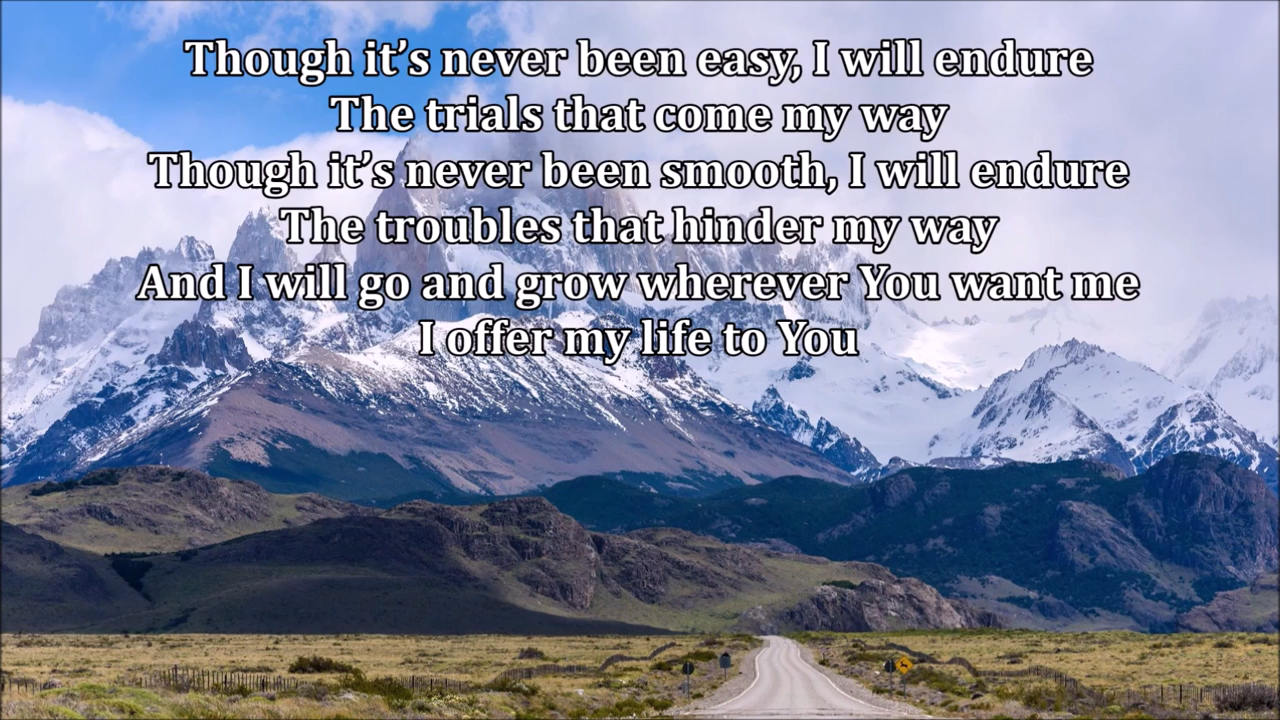 Though it’s never been easy, I will endure
The trials that come my way
Though it’s never been smooth, I will endure
The troubles that hinder my way
And I will go and grow wherever You want me
I offer my life to You